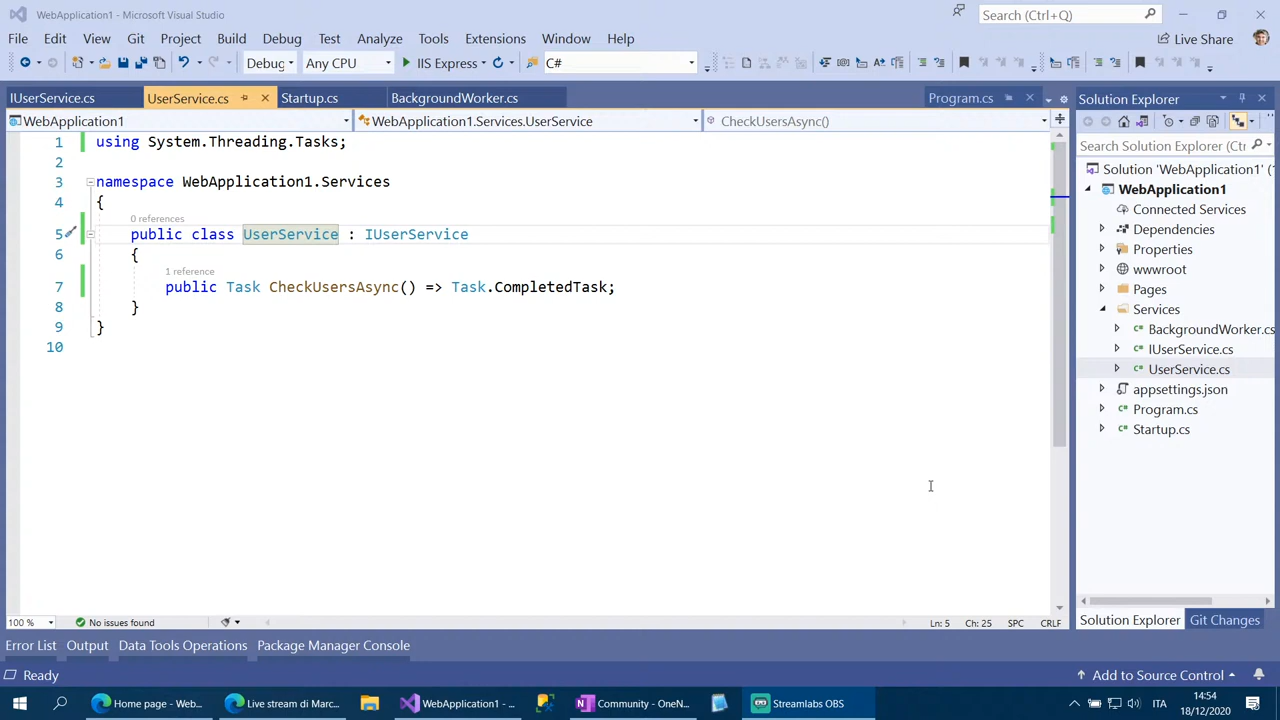 WebApplication1 - Microsoft Visual Studio
Search (Ctrl+Q)
File Edit View Git Project Build Debug Test Analyze Tools Extensions Window Help
Live Share
Debug Any CPU IIS Express C#
IUserService.cs UserService.cs Startup.cs BackgroundWorker.cs Program.cs
WebApplication1 WebApplication1.Services.UserService CheckUsersAsync()
1 using System.Threading.Tasks;
2
3 namespace WebApplication1.Services
4 {
0 references
5 public class UserService : IUserService
6 {
1 reference
7 public Task CheckUsersAsync() => Task.CompletedTask;
8 }
9 }
10
100 % No issues found Ln: 5 Ch: 25 SPC CRLF
Solution Explorer
Search Solution Explorer (Ctr
Solution 'WebApplication1' (
WebApplication1
Connected Services
Dependencies
Properties
wwwroot
Pages
Services
BackgroundWorker.cs
IUserService.cs
UserService.cs
appsettings.json
Program.cs
Startup.cs
Solution Explorer Git Changes
Error List Output Data Tools Operations Package Manager Console
Ready Add to Source Control
Home page - Web... Live stream di Marc... WebApplication1 - ... Community - OneN... Streamlabs OBS ITA 14:54
18/12/2020